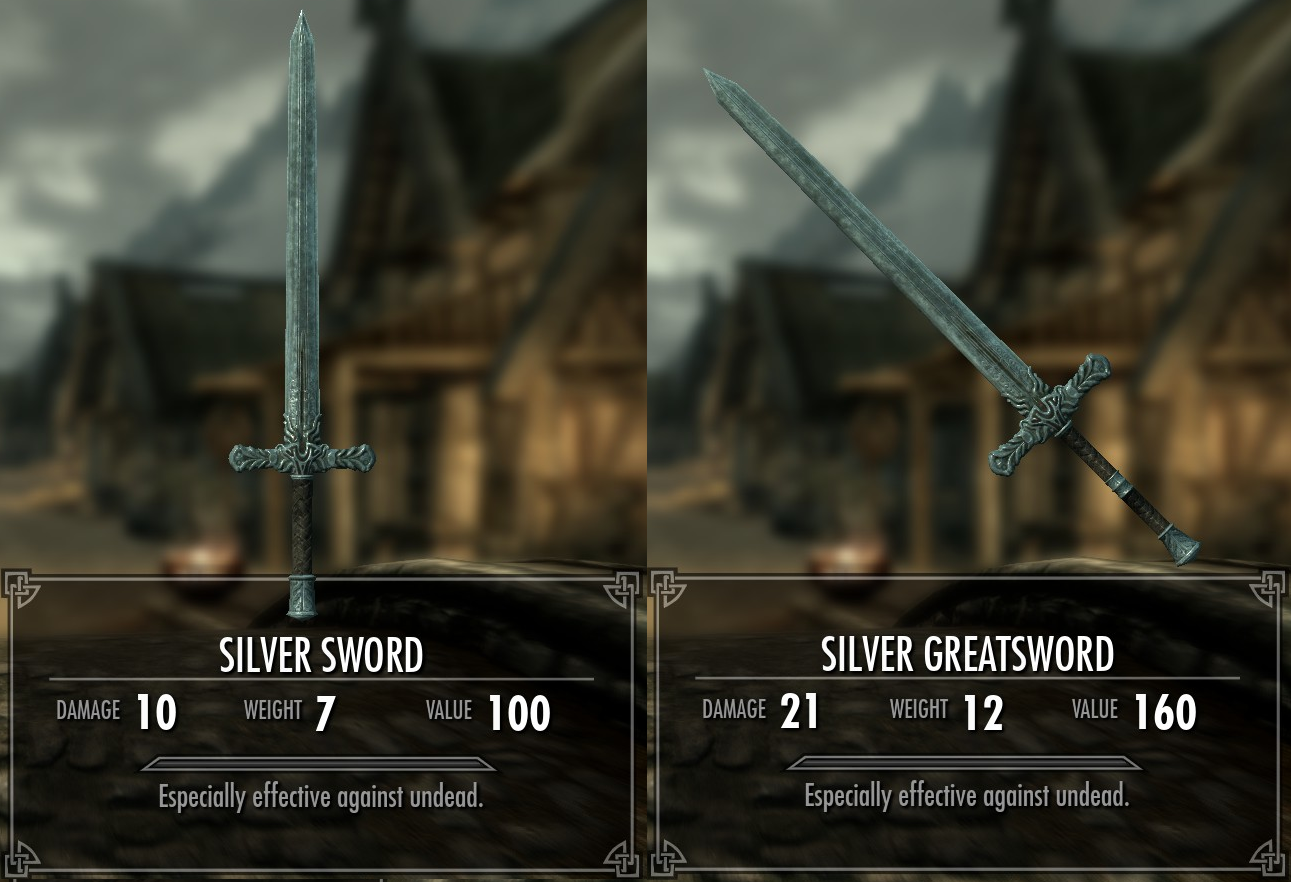 SILVER SWORD
DAMAGE 10 WEIGHT 7 VALUE 100
Especially effective against undead.
SILVER GREATSWORD
DAMAGE 21 WEIGHT 12 VALUE 160
Especially effective against undead.